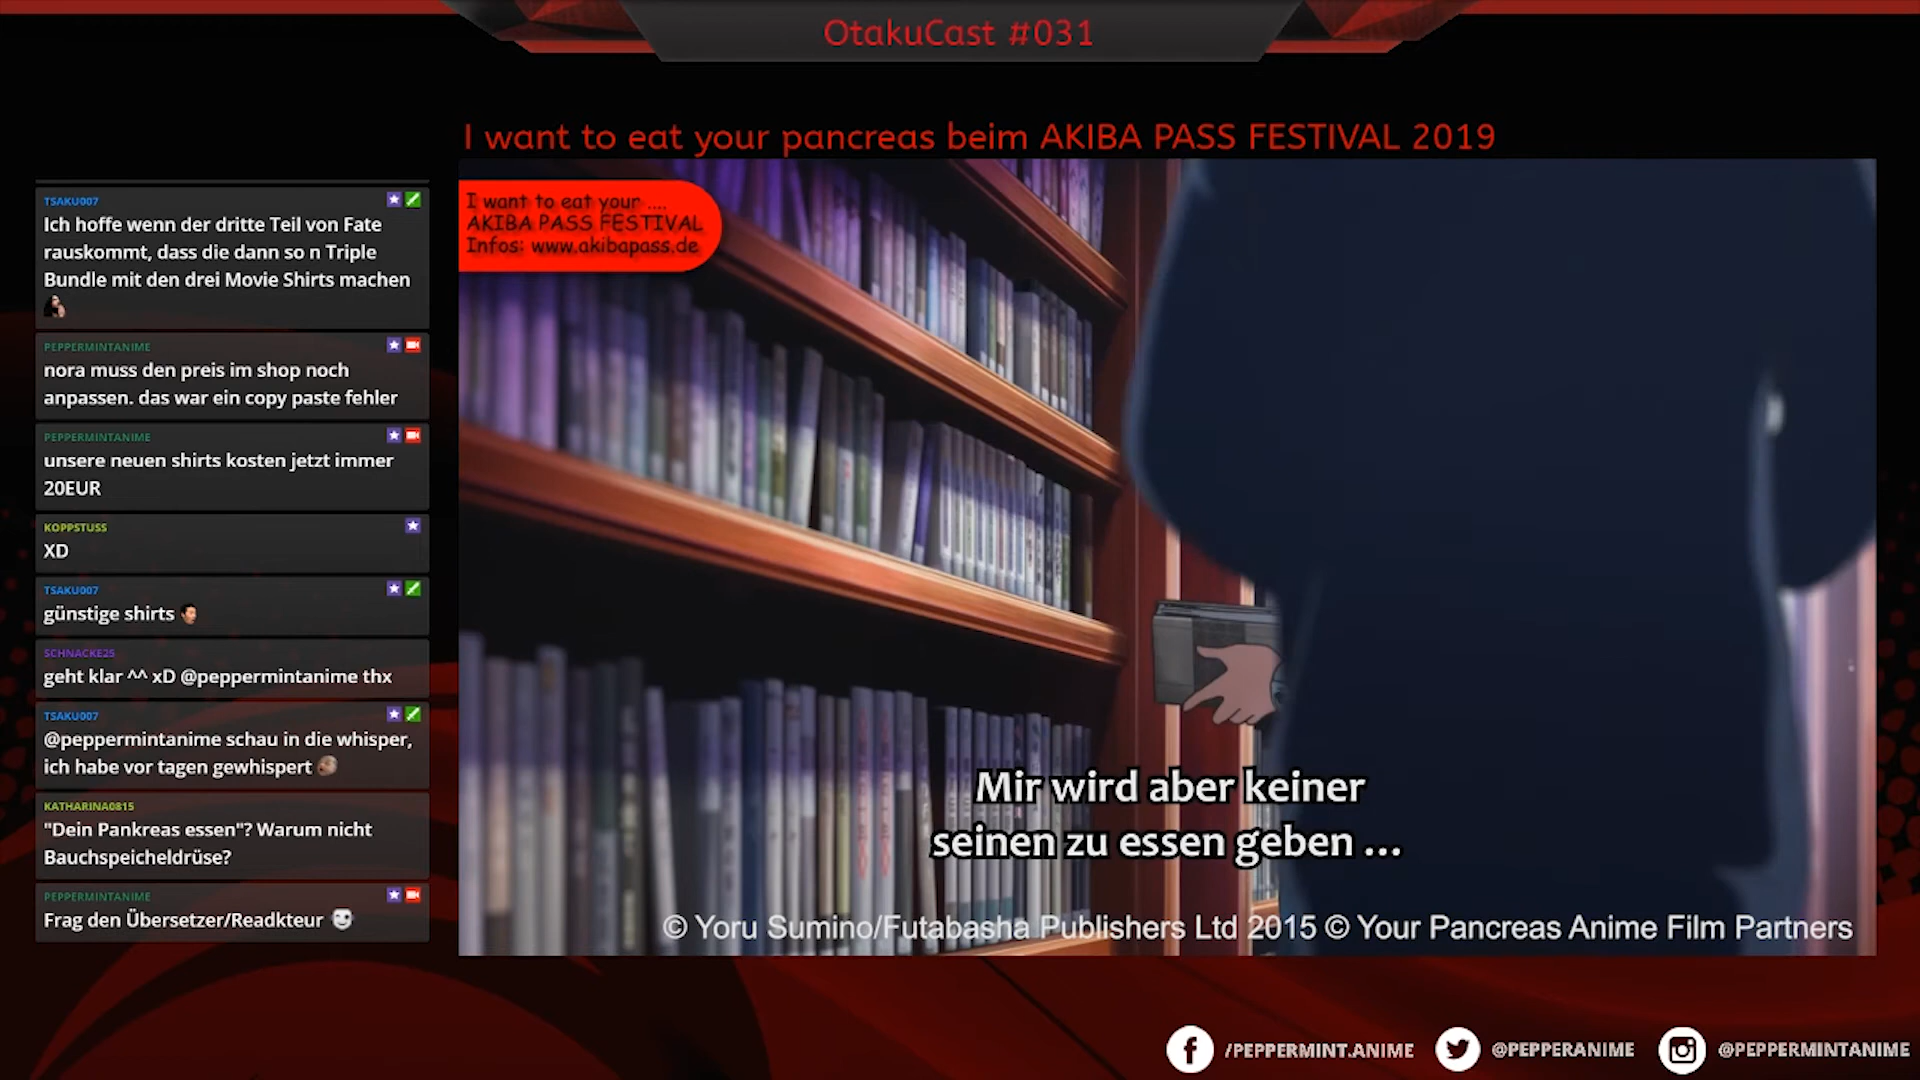 OtakuCast #031
I want to eat your pancreas beim AKIBA PASS FESTIVAL 2019
I want to eat your ....
AKIBA PASS FESTIVAL
Infos: www.akibapass.de
TSAKU007
Ich hoffe wenn der dritte Teil von Fate
rauskommt, dass die dann so n Triple
Bundle mit den drei Movie Shirts machen
PEPPERMINTANIME
nora muss den preis im shop noch
anpassen. das war ein copy paste fehler
PEPPERMINTANIME
unsere neuen shirts kosten jetzt immer
20EUR
KOPPSTUSS
XD
TSAKU007
günstige shirts
SCHNACKE25
geht klar ^^ xD @peppermintanime thx
TSAKU007
@peppermintanime schau in die whisper,
ich habe vor tagen gewhispert
KATHARINA0815
"Dein Pankreas essen"? Warum nicht
Bauchspeicheldrüse?
PEPPERMINTANIME
Frag den Übersetzer/Readkteur
Mir wird aber keiner
seinen zu essen geben ...
© Yoru Sumino/Futabasha Publishers Ltd 2015 © Your Pancreas Anime Film Partners
/PEPPERMINT.ANIME
@PEPPERANIME
@PEPPERMINTANIME